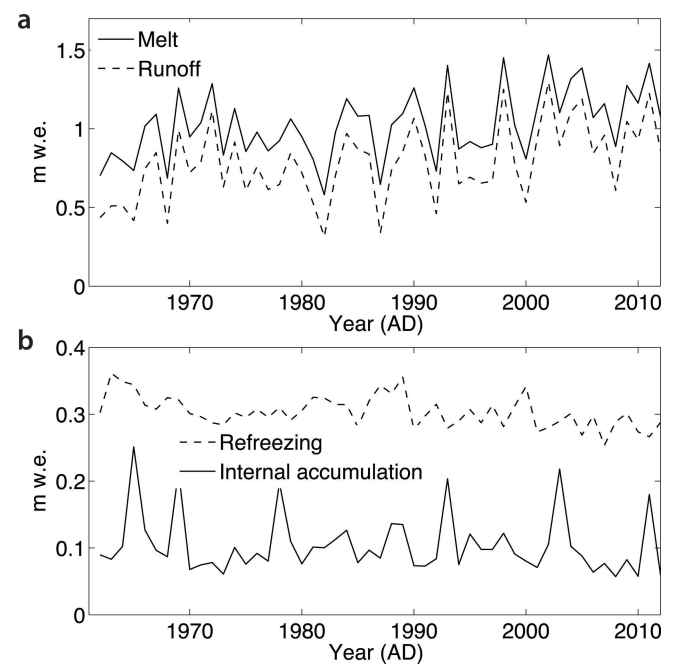 a
1.5
1
0.5
0
m w.e.
Melt
Runoff
1970 1980 1990 2000 2010
Year (AD)
b
0.4
0.3
0.2
0.1
0
m w.e.
Refreezing
Internal accumulation
1970 1980 1990 2000 2010
Year (AD)